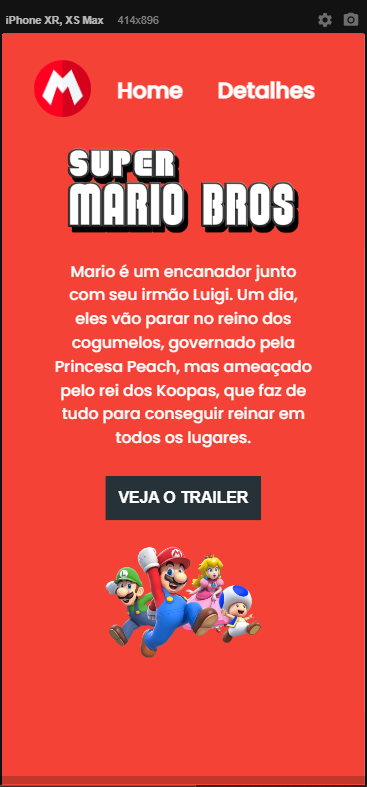 iPhone XR, XS Max 414x896
M Home Detalhes
SUPER
MARIO BROS
Mario é um encanador junto
com seu irmão Luigi. Um dia,
eles vão parar no reino dos
cogumelos, governado pela
Princesa Peach, mas ameaçado
pelo rei dos Koopas, que faz de
tudo para conseguir reinar em
todos os lugares.
VEJA O TRAILER